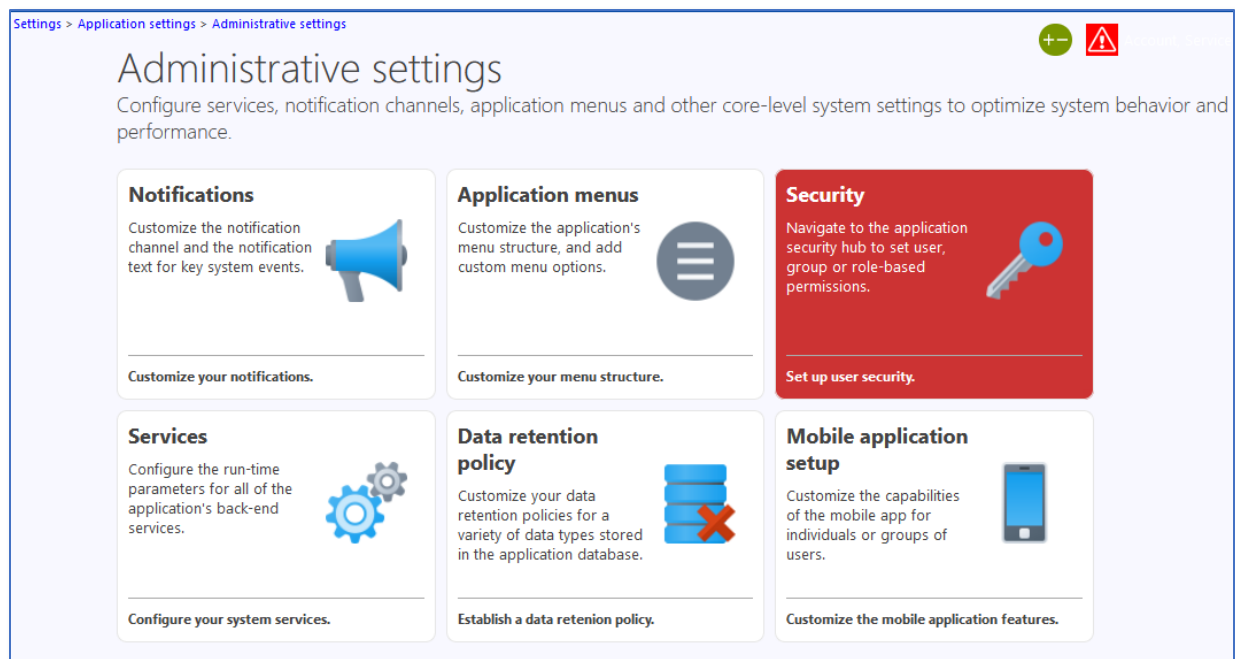 Settings > Application settings > Administrative settings
Administrative settings
Configure services, notification channels, application menus and other core-level system settings to optimize system behavior and
performance.
Notifications
Customize the notification
channel and the notification
text for key system events.
Customize your notifications.
Application menus
Customize the application's
menu structure, and add
custom menu options.
Customize your menu structure.
Security
Navigate to the application
security hub to set user,
group or role-based
permissions.
Set up user security.
Services
Configure the run-time
parameters for all of the
application's back-end
services.
Configure your system services.
Data retention
policy
Customize your data
retention policies for a
variety of data types stored
in the application database.
Establish a data retenion policy.
Mobile application
setup
Customize the capabilities
of the mobile app for
individuals or groups of
users.
Customize the mobile application features.